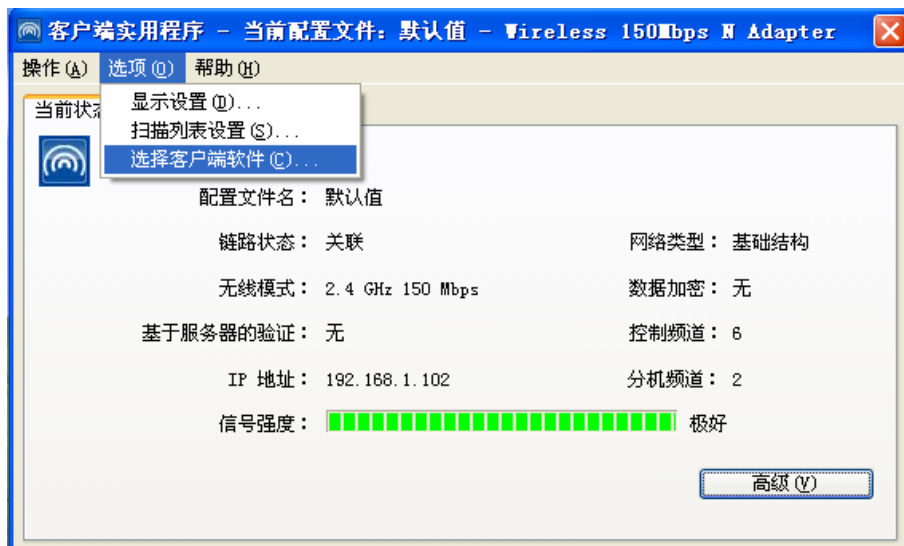 客户端实用程序 - 当前配置文件: 默认值 - Wireless 150Mbps N Adapter
操作(A) 选项(O) 帮助(H)
显示设置(D)...
扫描列表设置(S)...
选择客户端软件(C)...
当前状
配置文件名: 默认值
链路状态: 关联 网络类型: 基础结构
无线模式: 2.4 GHz 150 Mbps 数据加密: 无
基于服务器的验证: 无 控制频道: 6
IP 地址: 192.168.1.102 分机频道: 2
信号强度: 极好
高级(V)